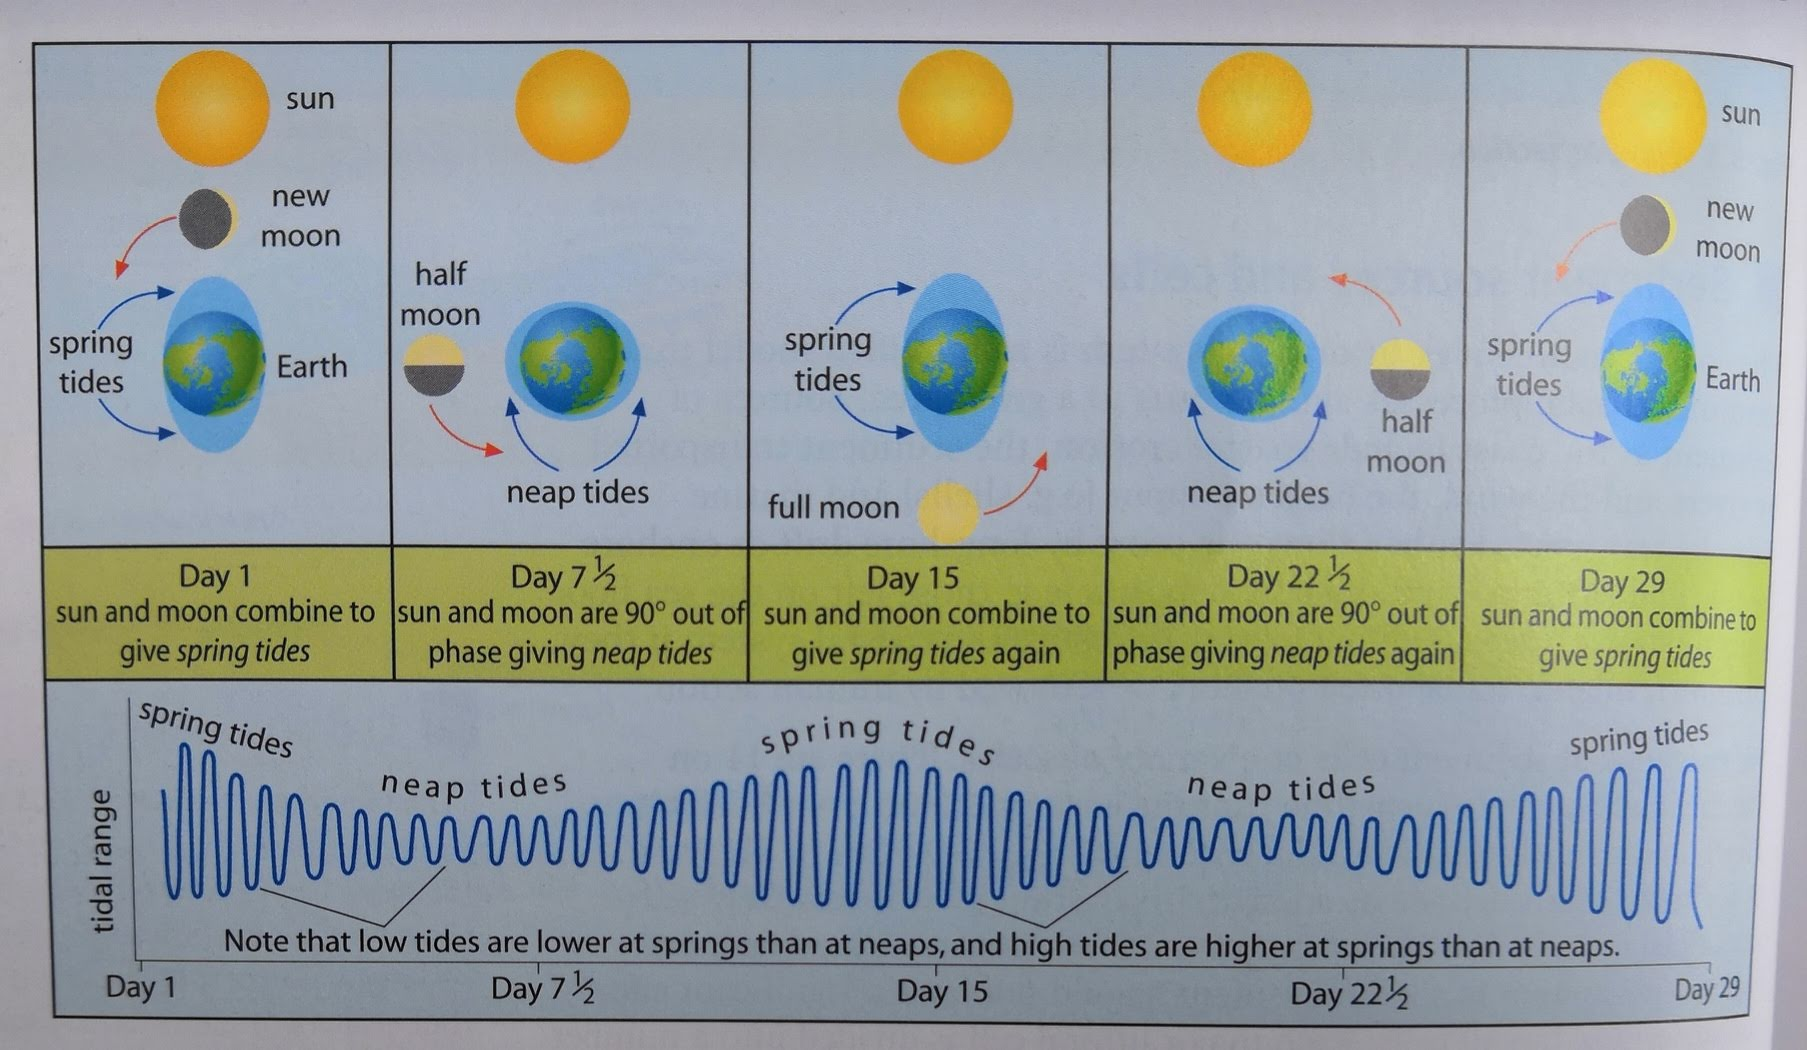 sun
new
moon
spring
tides
Earth
half
moon
neap tides
spring
tides
full moon
half
moon
neap tides
sun
new
moon
spring
tides
Earth
Day 1
sun and moon combine to
give spring tides
Day 7 ½
sun and moon are 90° out of
phase giving neap tides
Day 15
sun and moon combine to
give spring tides again
Day 22 ½
sun and moon are 90° out of
phase giving neap tides again
Day 29
sun and moon combine to
give spring tides
tidal range
spring tides
neap tides
spring tides
neap tides
spring tides
Note that low tides are lower at springs than at neaps, and high tides are higher at springs than at neaps.
Day 1
Day 7 ½
Day 15
Day 22 ½
Day 29